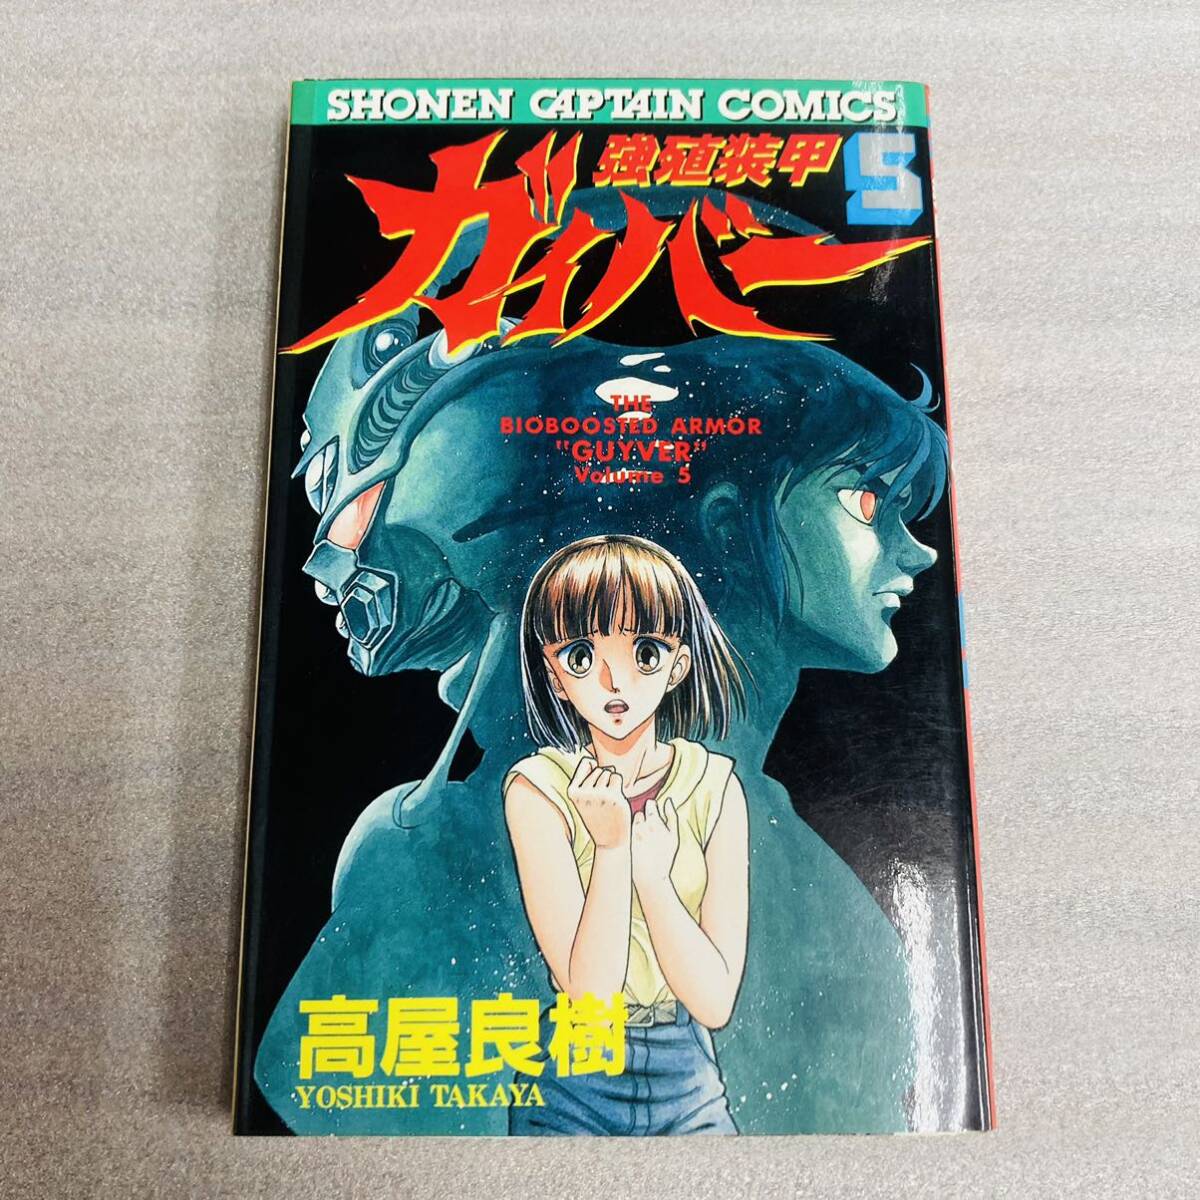 SHONEN CAPTAIN COMICS
強殖装甲 5
ガイバー
THE
BIOBOOSTED ARMOR
"GUYVER"
Volume 5
高屋良樹
YOSHIKI TAKAYA